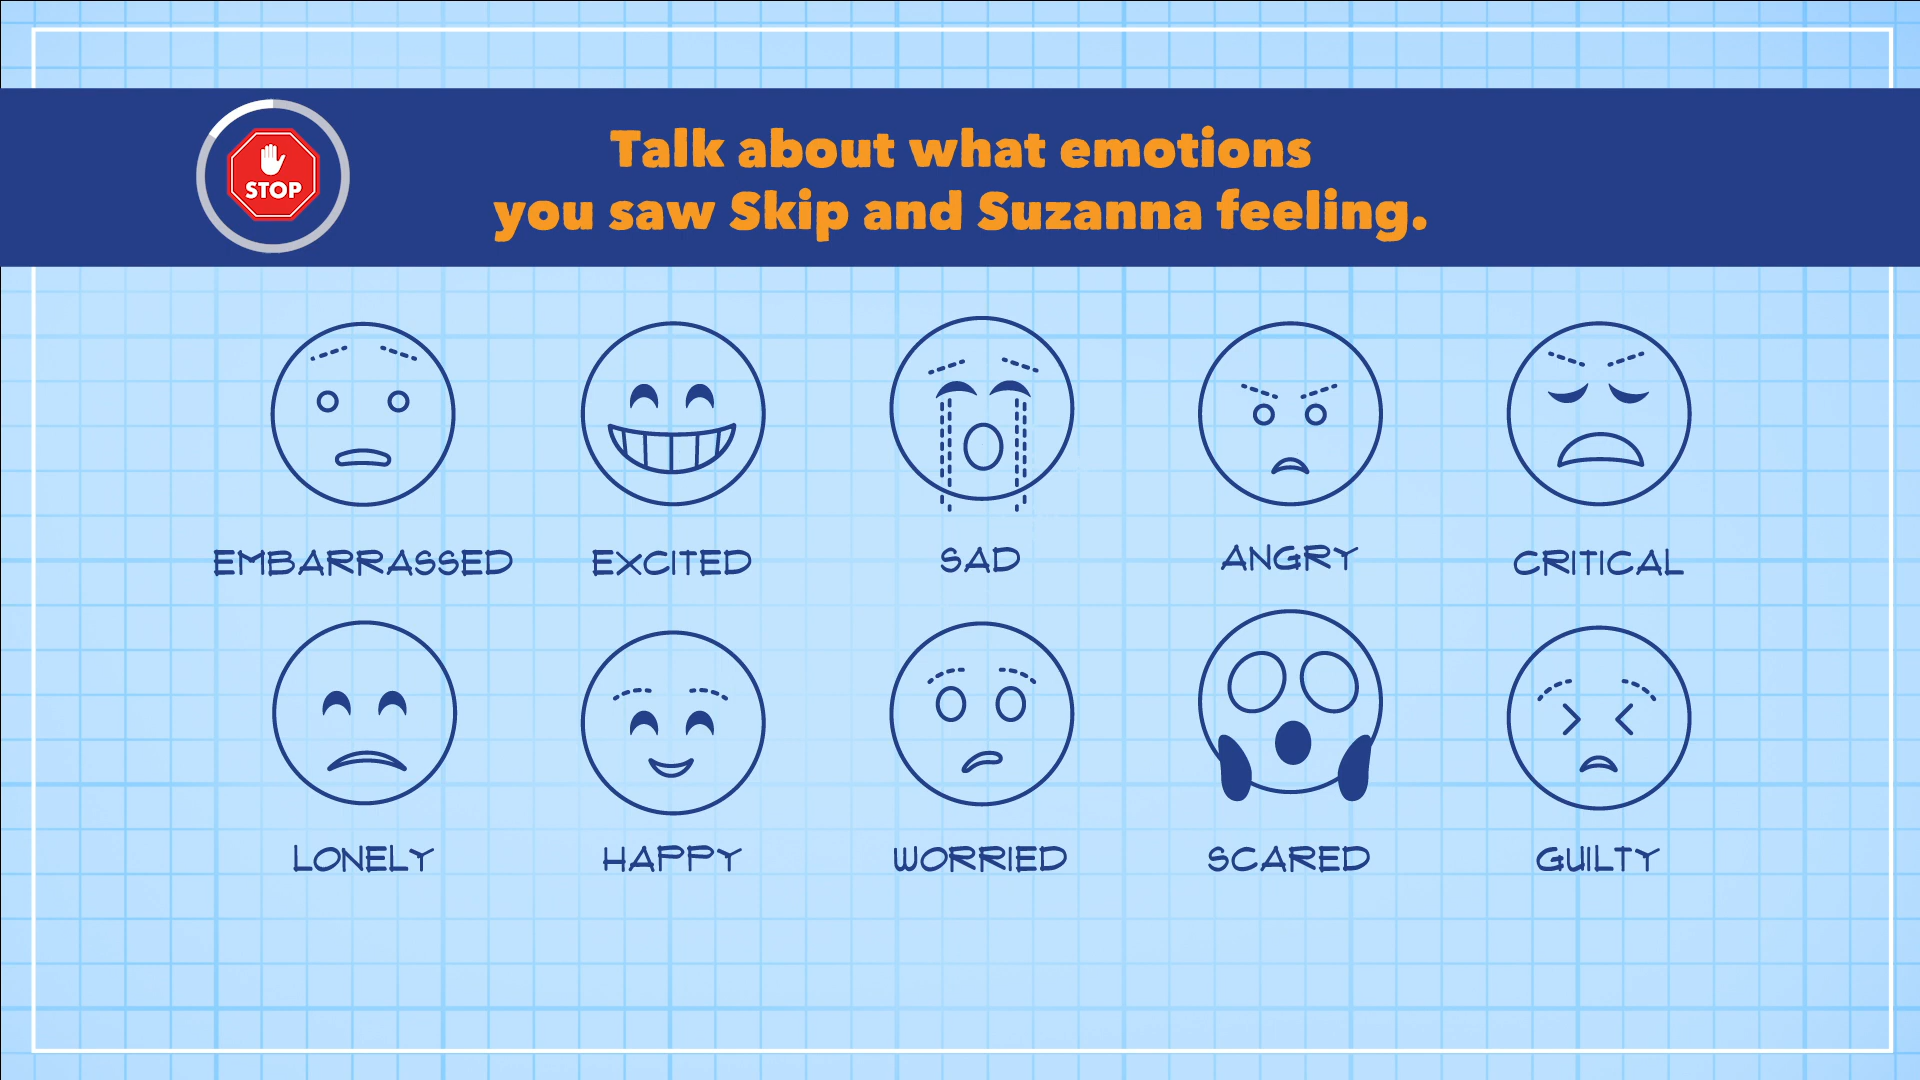 STOP
Talk about what emotions
you saw Skip and Suzanna feeling.
EMBARRASSED EXCITED SAD ANGRY CRITICAL
LONELY HAPPY WORRIED SCARED GUILTY